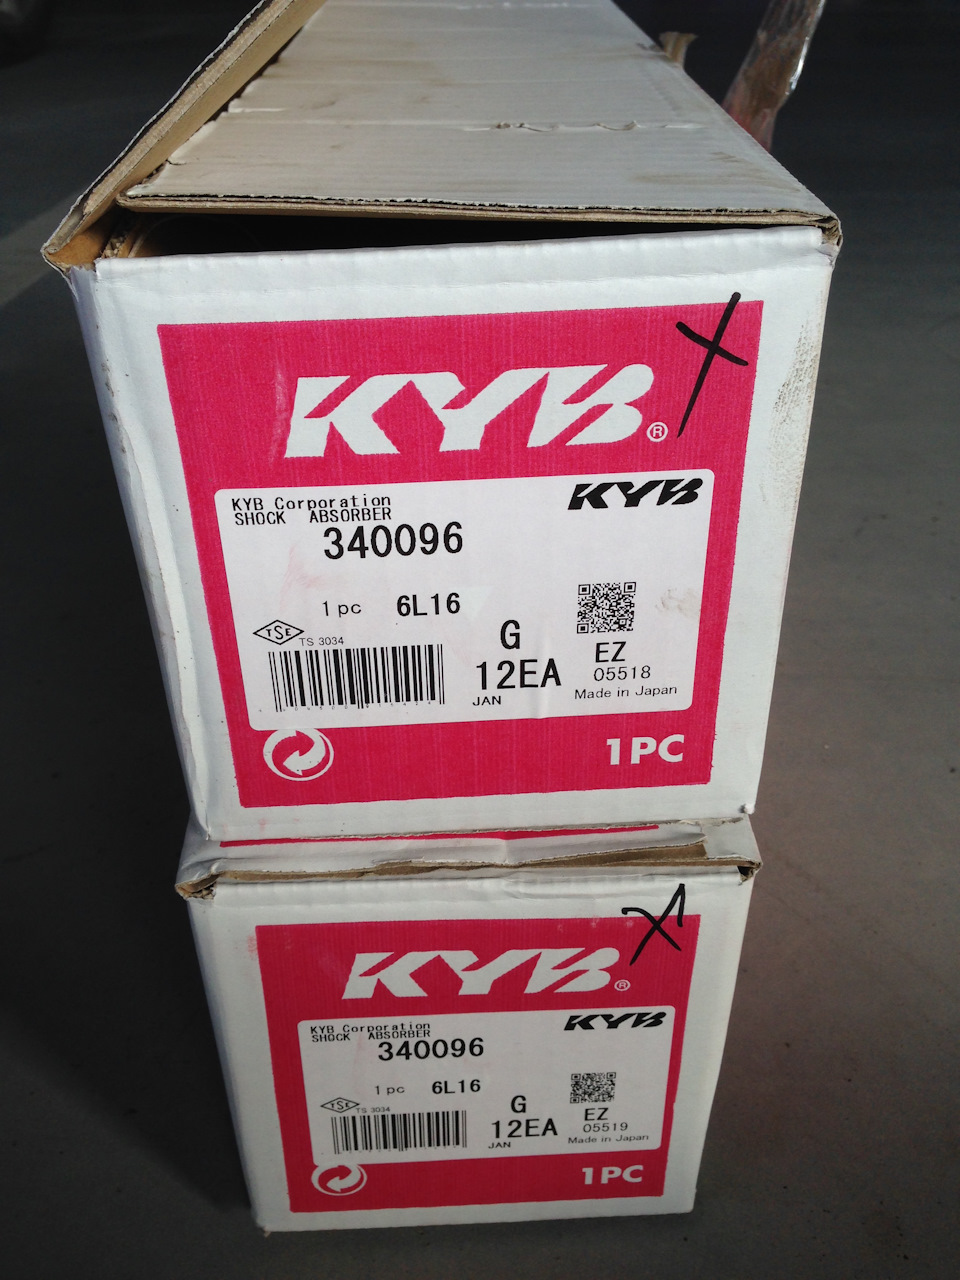 KYB®
KYB Corporation
SHOCK ABSORBER
KYB
340096
1 pc 6L16
TSE
TS 3034
G
12EA
JAN
EZ
05518
Made in Japan
1PC
KYB®
KYB Corporation
SHOCK ABSORBER
KYB
340096
1 pc 6L16
TSE
TS 3034
G
12EA
JAN
EZ
05519
Made in Japan
1PC